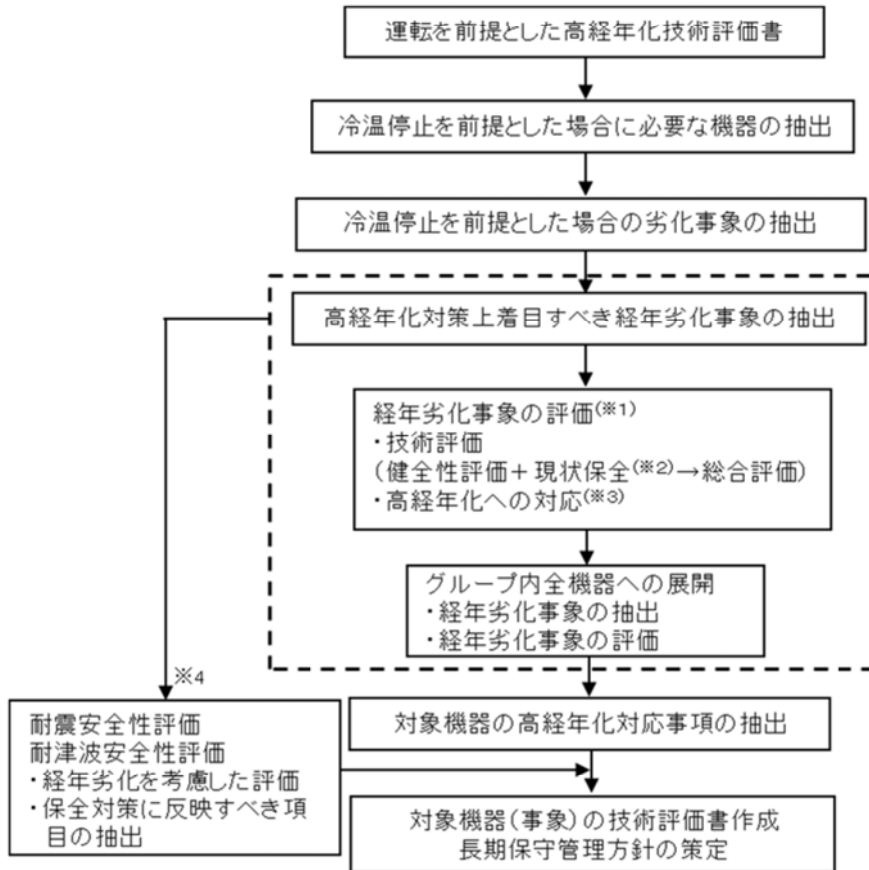 運転を前提とした高経年化技術評価書
冷温停止を前提とした場合に必要な機器の抽出
冷温停止を前提とした場合の劣化事象の抽出
高経年化対策上着目すべき経年劣化事象の抽出
経年劣化事象の評価(※1)
・技術評価
(健全性評価+現状保全(※2)→総合評価)
・高経年化への対応(※3)
グループ内全機器への展開
・経年劣化事象の抽出
・経年劣化事象の評価
※4
耐震安全性評価
耐津波安全性評価
・経年劣化を考慮した評価
・保全対策に反映すべき項
目の抽出
対象機器の高経年化対応事項の抽出
対象機器(事象)の技術評価書作成
長期保守管理方針の策定